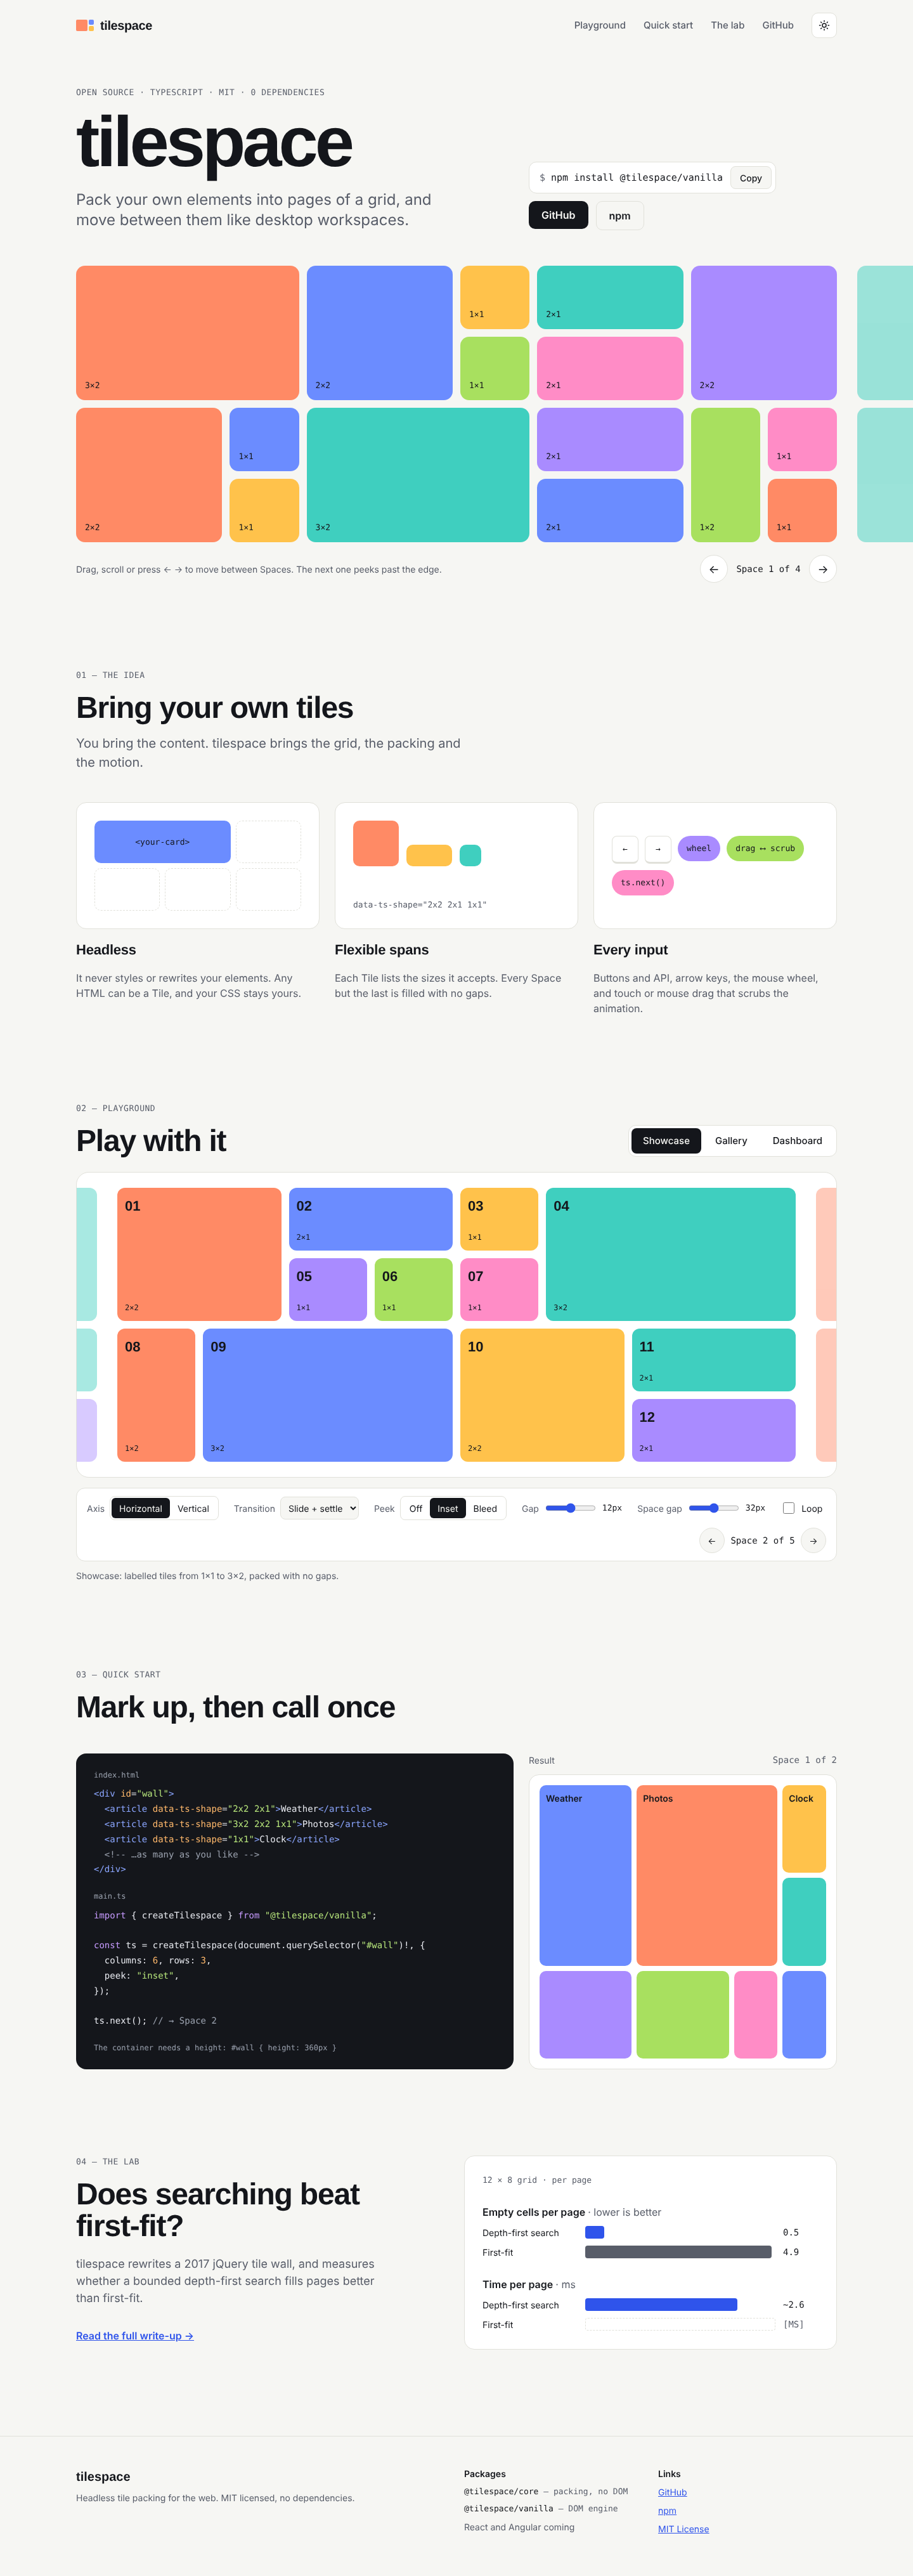 tilespace
Playground Quick start The lab GitHub
OPEN SOURCE · TYPESCRIPT · MIT · 0 DEPENDENCIES
tilespace
Pack your own elements into pages of a grid, and
move between them like desktop workspaces.
$ npm install @tilespace/vanilla Copy
GitHub npm
1×1 2×1
3×2 2×2 1×1 2×1 2×2
1×1 2×1 1×1
2×2 1×1 3×2 2×1 1×2 1×1
Drag, scroll or press ← → to move between Spaces. The next one peeks past the edge.
← Space 1 of 4 →
01 — THE IDEA
Bring your own tiles
You bring the content. tilespace brings the grid, the packing and
the motion.
<your-card>
data-ts-shape="2x2 2x1 1x1"
← → wheel drag ⟷ scrub
ts.next()
Headless
It never styles or rewrites your elements. Any
HTML can be a Tile, and your CSS stays yours.
Flexible spans
Each Tile lists the sizes it accepts. Every Space
but the last is filled with no gaps.
Every input
Buttons and API, arrow keys, the mouse wheel,
and touch or mouse drag that scrubs the
animation.
02 — PLAYGROUND
Play with it
Showcase Gallery Dashboard
01 02 03 04
2×1 1×1
05 06 07
2×2 1×1 1×1 1×1 3×2
08 09 10 11
2×1
12
1×2 3×2 2×2 2×1
Axis Horizontal Vertical Transition Slide + settle Peek Off Inset Bleed Gap 12px Space gap 32px Loop
← Space 2 of 5 →
Showcase: labelled tiles from 1×1 to 3×2, packed with no gaps.
03 — QUICK START
Mark up, then call once
index.html
<div id="wall">
<article data-ts-shape="2x2 2x1">Weather</article>
<article data-ts-shape="3x2 2x2 1x1">Photos</article>
<article data-ts-shape="1x1">Clock</article>
<!-- …as many as you like -->
</div>
main.ts
import { createTilespace } from "@tilespace/vanilla";
const ts = createTilespace(document.querySelector("#wall")!, {
columns: 6, rows: 3,
peek: "inset",
});
ts.next(); // → Space 2
The container needs a height: #wall { height: 360px }
Result Space 1 of 2
Weather Photos Clock
04 — THE LAB
Does searching beat
first-fit?
tilespace rewrites a 2017 jQuery tile wall, and measures
whether a bounded depth-first search fills pages better
than first-fit.
Read the full write-up →
12 × 8 grid · per page
Empty cells per page · lower is better
Depth-first search 0.5
First-fit 4.9
Time per page · ms
Depth-first search ~2.6
First-fit [MS]
tilespace
Headless tile packing for the web. MIT licensed, no dependencies.
Packages
@tilespace/core — packing, no DOM
@tilespace/vanilla — DOM engine
React and Angular coming
Links
GitHub
npm
MIT License